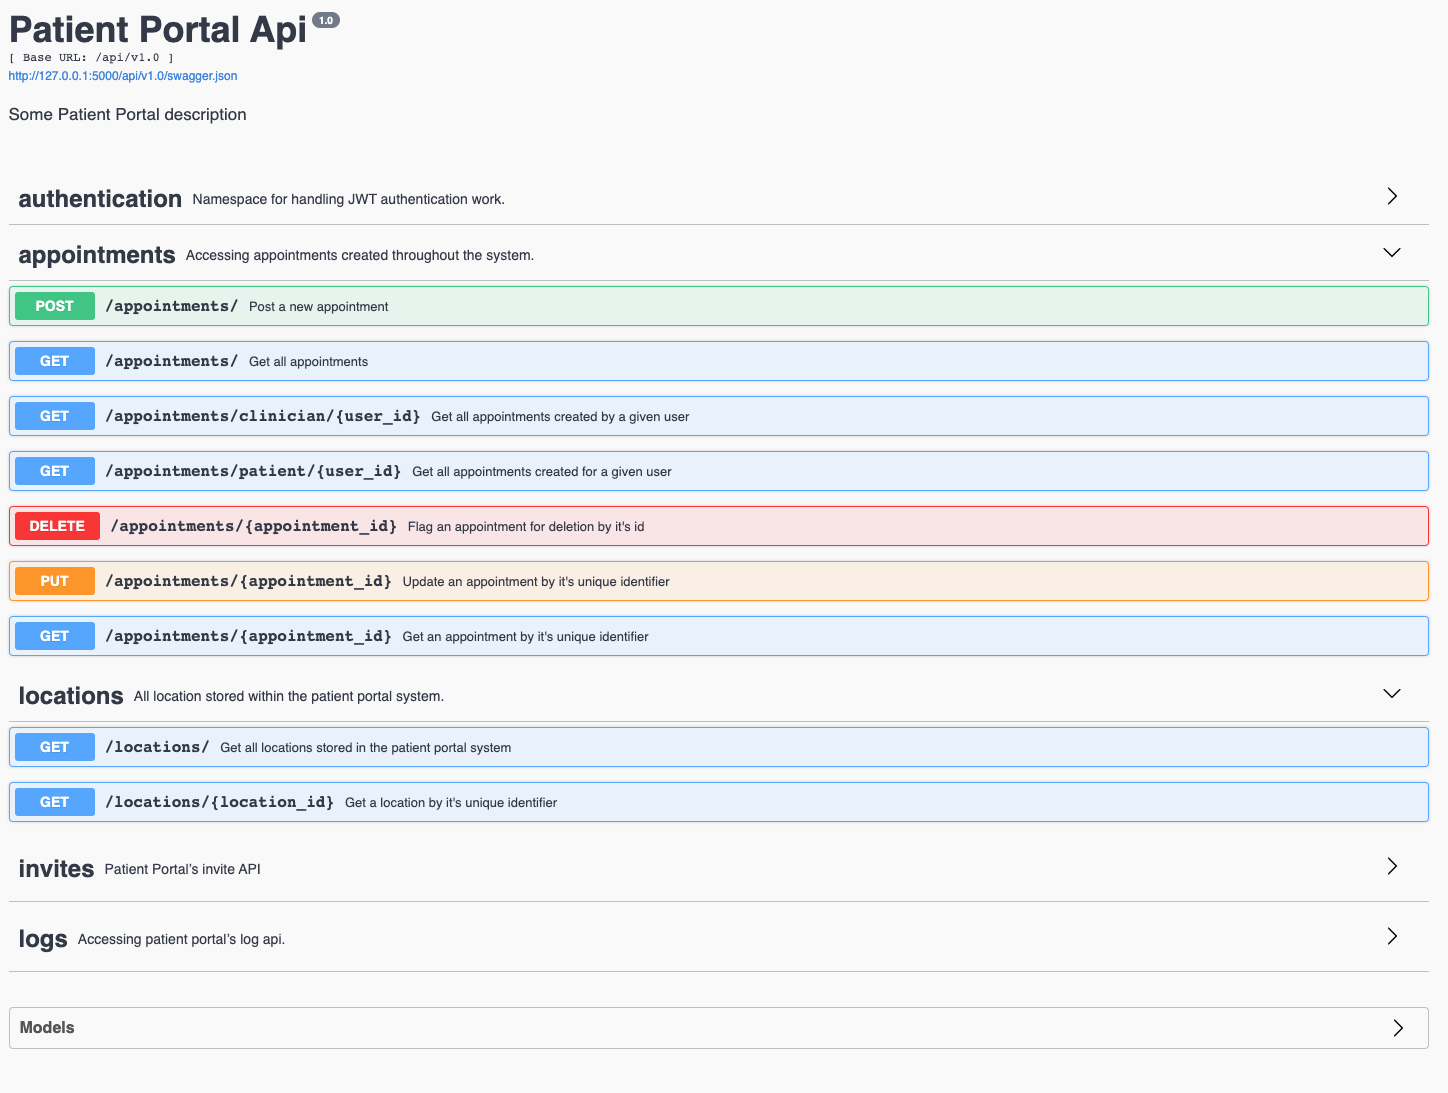 Patient Portal Api 1.0
[ Base URL: /api/v1.0 ]
http://127.0.0.1:5000/api/v1.0/swagger.json
Some Patient Portal description
authentication Namespace for handling JWT authentication work.
appointments Accessing appointments created throughout the system.
POST /appointments/ Post a new appointment
GET /appointments/ Get all appointments
GET /appointments/clinician/{user_id} Get all appointments created by a given user
GET /appointments/patient/{user_id} Get all appointments created for a given user
DELETE /appointments/{appointment_id} Flag an appointment for deletion by it's id
PUT /appointments/{appointment_id} Update an appointment by it's unique identifier
GET /appointments/{appointment_id} Get an appointment by it's unique identifier
locations All location stored within the patient portal system.
GET /locations/ Get all locations stored in the patient portal system
GET /locations/{location_id} Get a location by it's unique identifier
invites Patient Portal’s invite API
logs Accessing patient portal’s log api.
Models